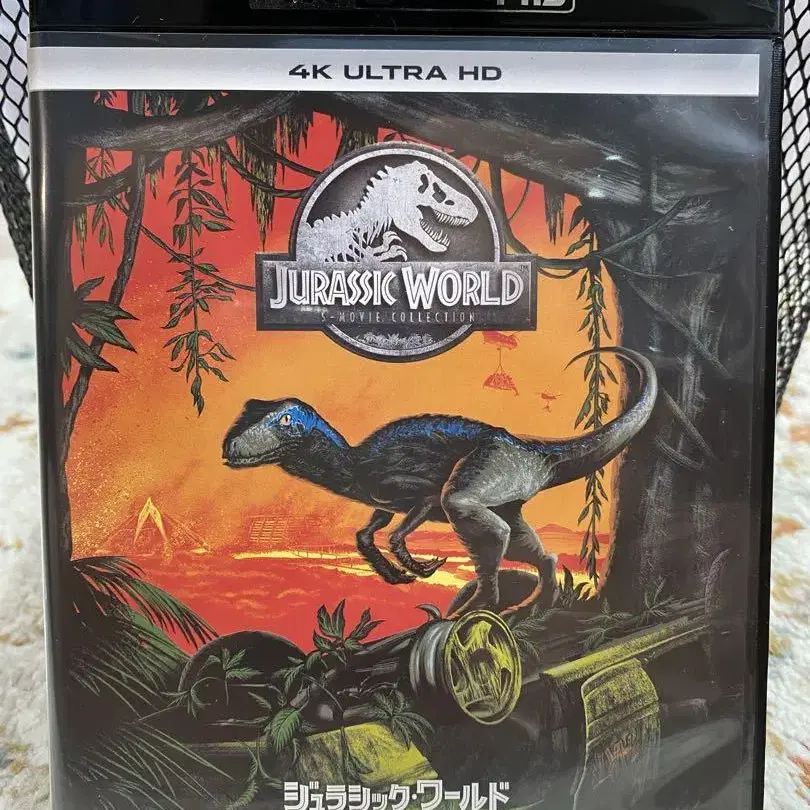 4K ULTRA HD
JURASSIC WORLD
5-MOVIE COLLECTION
ジュラシック・ワールド